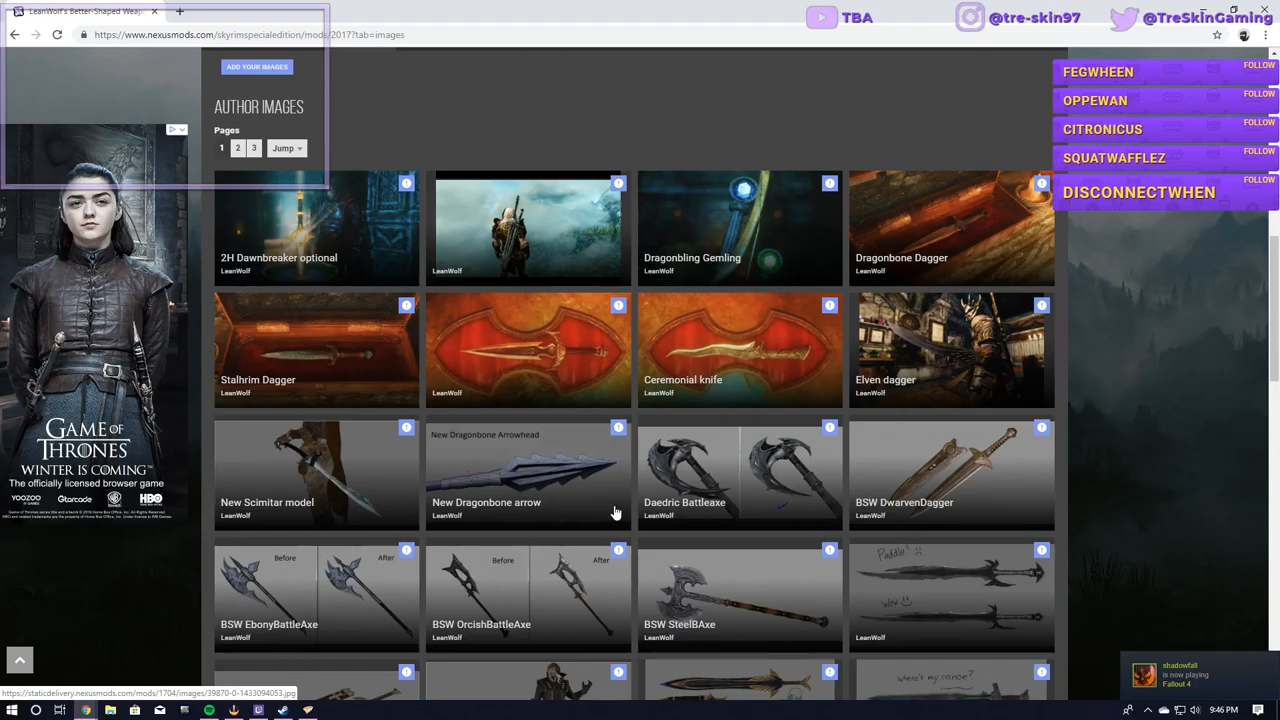 LeanWolf's Better-Shaped Weap
https://www.nexusmods.com/skyrimspecialedition/mods/2017?tab=images
TBA
@tre-skin97
@TreSkinGaming
ADD YOUR IMAGES
AUTHOR IMAGES
Pages
1 2 3 Jump
FEGWHEEN FOLLOW
OPPEWAN FOLLOW
CITRONICUS FOLLOW
SQUATWAFFLEZ FOLLOW
DISCONNECTWHEN FOLLOW
2H Dawnbreaker optional
LeanWolf
LeanWolf
Dragonbling Gemling
LeanWolf
Dragonbone Dagger
LeanWolf
Stalhrim Dagger
LeanWolf
LeanWolf
Ceremonial knife
LeanWolf
Elven dagger
LeanWolf
New Scimitar model
LeanWolf
New Dragonbone Arrowhead
New Dragonbone arrow
LeanWolf
Daedric Battleaxe
LeanWolf
BSW DwarvenDagger
LeanWolf
Before After
BSW EbonyBattleAxe
LeanWolf
Before After
BSW OrcishBattleAxe
LeanWolf
BSW SteelBAxe
LeanWolf
Paddle!
Wow
LeanWolf
where's my canoe?
GAME OF
THRONES
WINTER IS COMING
The officially licensed browser game
YOOZOO GAMES
Gtarcade
HBO
https://staticdelivery.nexusmods.com/mods/1704/images/39870-0-1433094053.jpg
shadowfall
is now playing
Fallout 4
9:46 PM